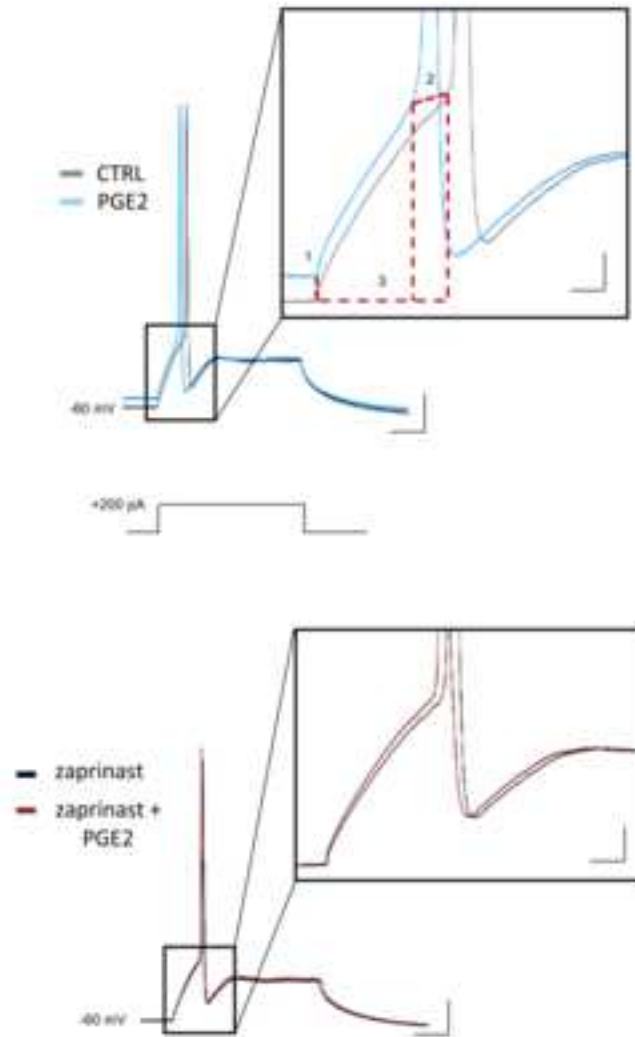 CTRL
PGE2
1
2
3
-60 mV
+200 pA
zaprinast
zaprinast +
PGE2
-60 mV